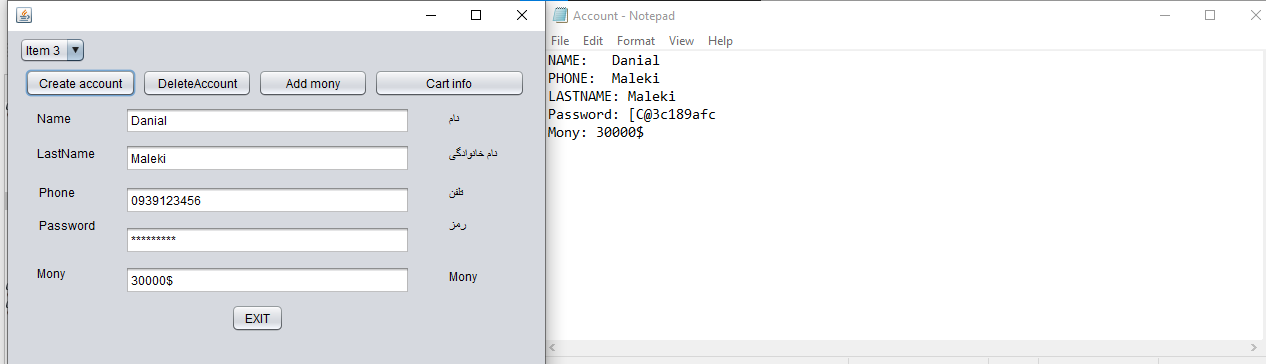 Item 3
Create account DeleteAccount Add mony Cart info
Name Danial نام
LastName Maleki نام خانوادگی
Phone 0939123456 تلفن
Password ********* رمز
Mony 30000$ Mony
EXIT
Account - Notepad
File Edit Format View Help
NAME: Danial
PHONE: Maleki
LASTNAME: Maleki
Password: [C@3c189afc
Mony: 30000$